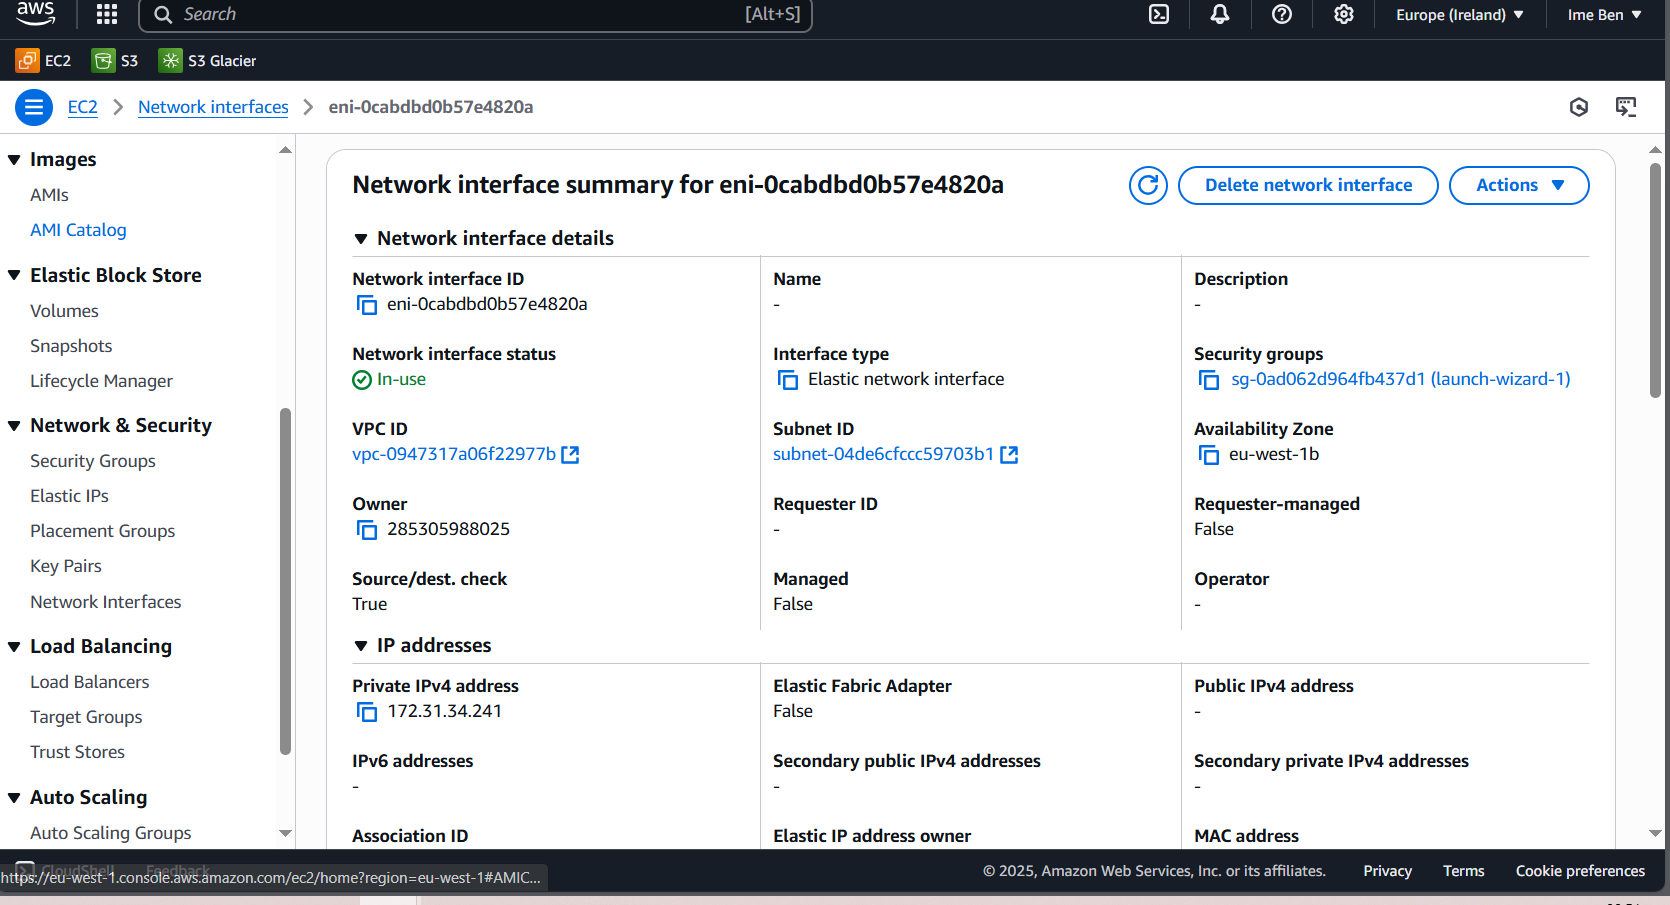 aws
Search
[Alt+S]
Europe (Ireland)
Ime Ben
EC2
S3
S3 Glacier
EC2
Network interfaces
eni-0cabdbd0b57e4820a
Images
AMIs
AMI Catalog
Elastic Block Store
Volumes
Snapshots
Lifecycle Manager
Network & Security
Security Groups
Elastic IPs
Placement Groups
Key Pairs
Network Interfaces
Load Balancing
Load Balancers
Target Groups
Trust Stores
Auto Scaling
Auto Scaling Groups
Network interface summary for eni-0cabdbd0b57e4820a
Delete network interface
Actions
Network interface details
Network interface ID
eni-0cabdbd0b57e4820a
Name
-
Description
-
Network interface status
In-use
Interface type
Elastic network interface
Security groups
sg-0ad062d964fb437d1 (launch-wizard-1)
VPC ID
vpc-0947317a06f22977b
Subnet ID
subnet-04de6cfccc59703b1
Availability Zone
eu-west-1b
Owner
285305988025
Requester ID
-
Requester-managed
False
Source/dest. check
True
Managed
False
Operator
-
IP addresses
Private IPv4 address
172.31.34.241
Elastic Fabric Adapter
False
Public IPv4 address
-
IPv6 addresses
-
Secondary public IPv4 addresses
-
Secondary private IPv4 addresses
-
Association ID
Elastic IP address owner
MAC address
CloudShell
Feedback
https://eu-west-1.console.aws.amazon.com/ec2/home?region=eu-west-1#AMIC...
© 2025, Amazon Web Services, Inc. or its affiliates.
Privacy
Terms
Cookie preferences